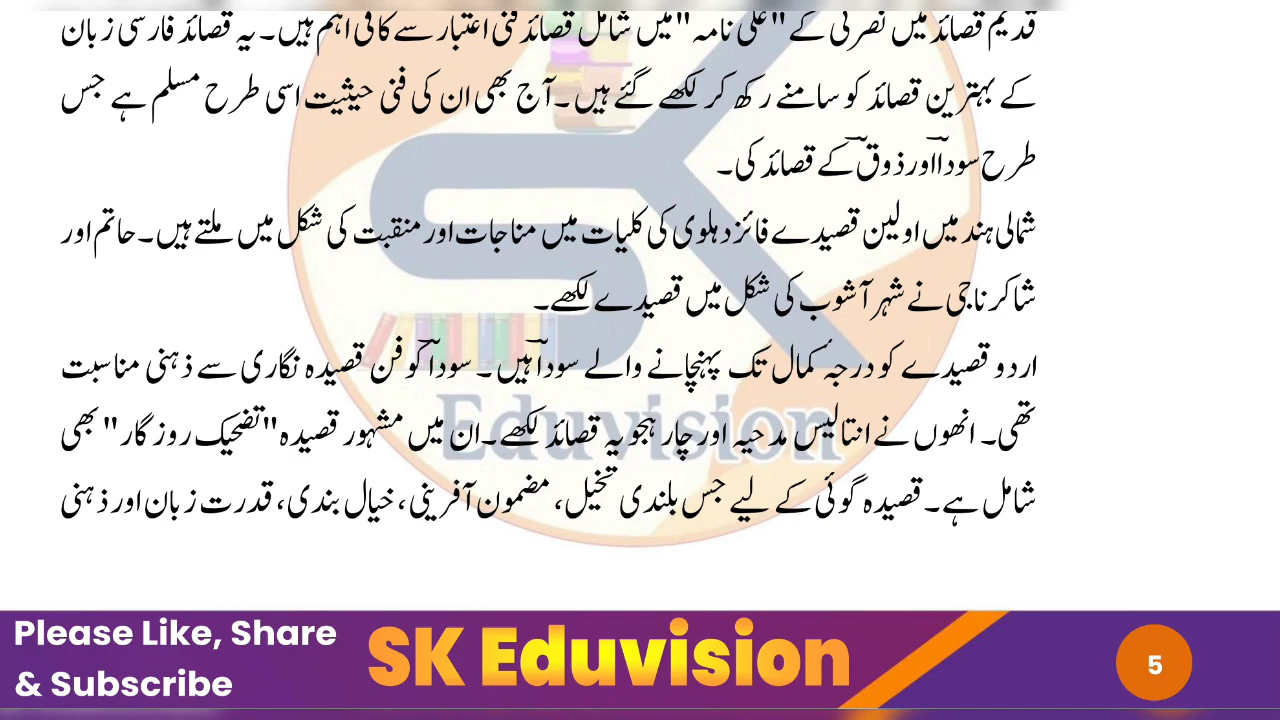 قدیم قصائد میں نصرتی کے "علی نامہ" میں شامل قصائد فنی اعتبار سے کافی اہم ہیں۔ یہ قصائد فارسی زبان
کے بہترین قصائد کو سامنے رکھ کر لکھے گئے ہیں۔ آج بھی ان کی فنی حیثیت اسی طرح مسلم ہے جس
طرح سوداؔ اور ذوقؔ کے قصائد کی۔
شمالی ہند میں اولین قصیدے فائز دہلوی کی کلیات میں مناجات اور منقبت کی شکل میں ملتے ہیں۔ حاتم اور
شاکر ناجی نے شہر آشوب کی شکل میں قصیدے لکھے۔
اردو قصیدے کو درجۂ کمال تک پہنچانے والے سوداؔ ہیں۔ سوداؔ کو فن قصیدہ نگاری سے ذہنی مناسبت
تھی۔ انھوں نے انتالیس مدحیہ اور چار ہجویہ قصائد لکھے۔ ان میں مشہور قصیدہ "تضحیک روزگار" بھی
شامل ہے۔ قصیدہ گوئی کے لیے جس بلندی تخیل، مضمون آفرینی، خیال بندی، قدرت زبان اور ذہنی
Eduvision
Please Like, Share
& Subscribe
SK Eduvision
5